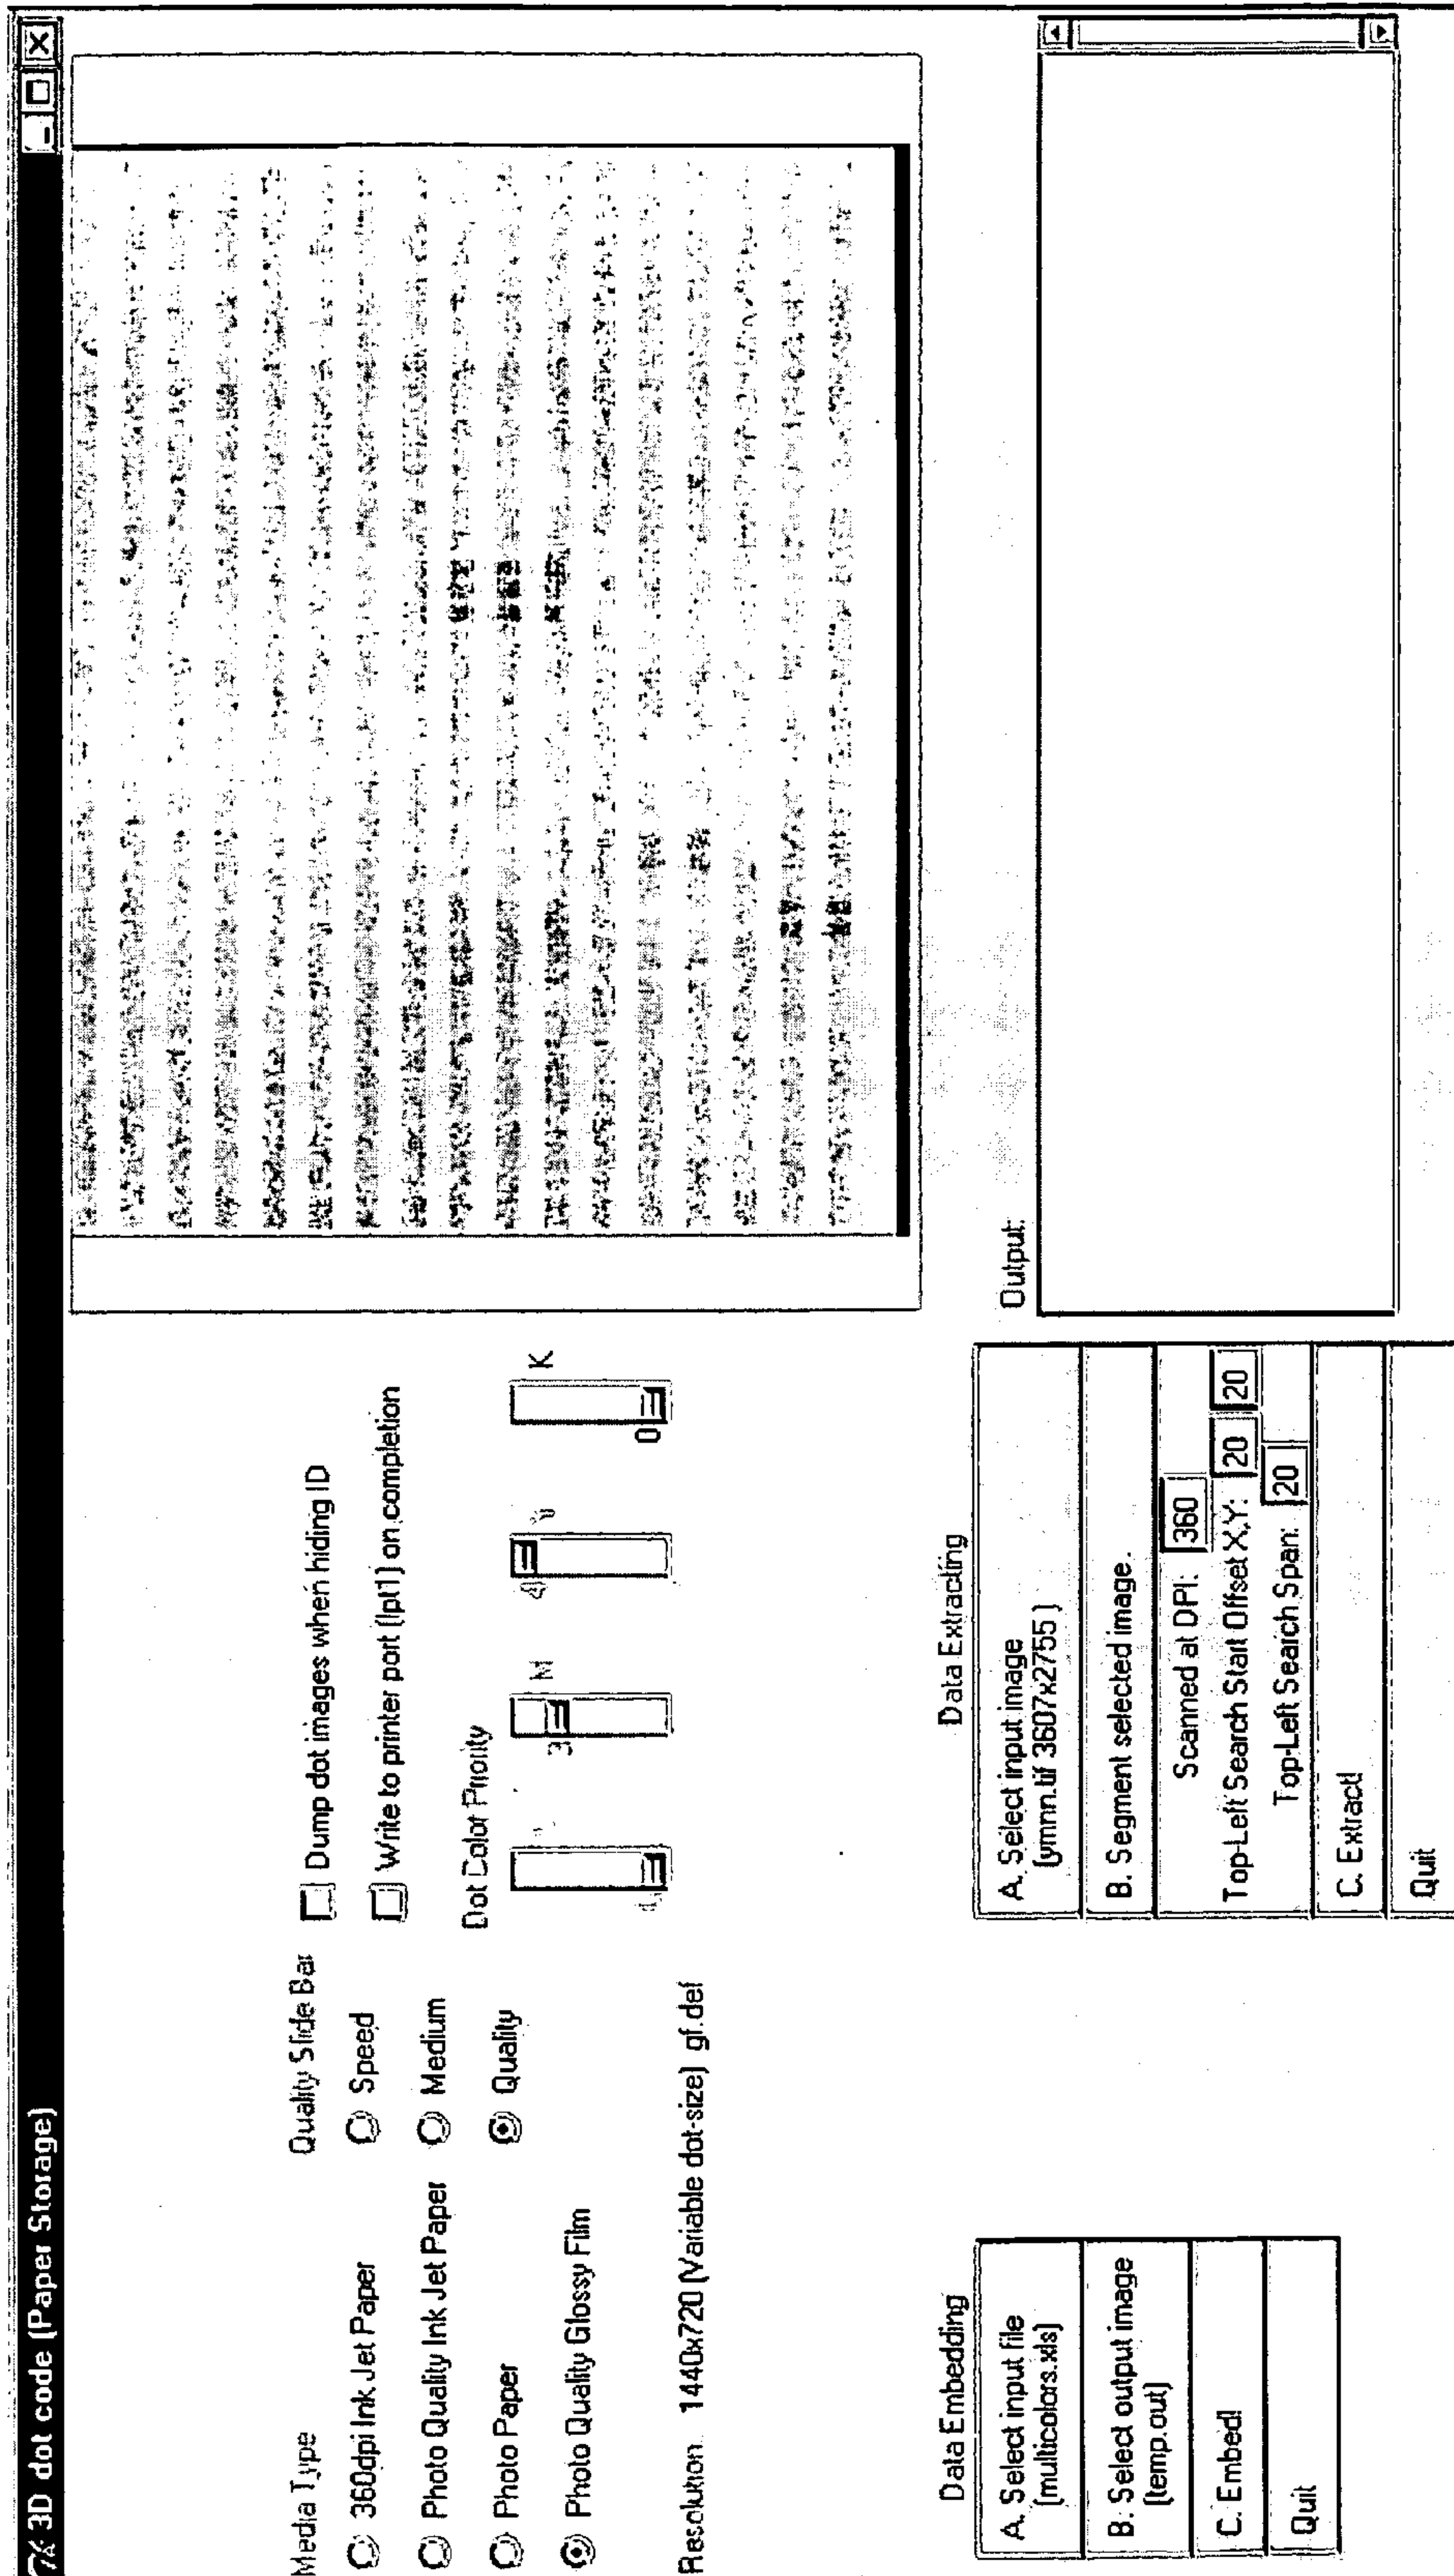 3D dot code (Paper Storage)
Media Type
360dpi Ink Jet Paper
Photo Quality Ink Jet Paper
Photo Paper
Photo Quality Glossy Film
Quality Slide Bar
Speed
Medium
Quality
Resolution: 1440x720 (Variable dot-size) gf.def
Dump dot images when hiding ID
Write to printer port (lpt1) on completion
Dot Color Priority
3 M
4
0 K
Data Embedding
A. Select input file
(multicolors.xls)
B. Select output image
(temp.out)
C. Embed!
Quit
Data Extracting
A. Select input image
(ymnn.tif 3607x2755)
B. Segment selected image.
Scanned at DPI: 360
Top-Left Search Start Offset X,Y: 20 20
Top-Left Search Span: 20
C. Extract!
Quit
Output: